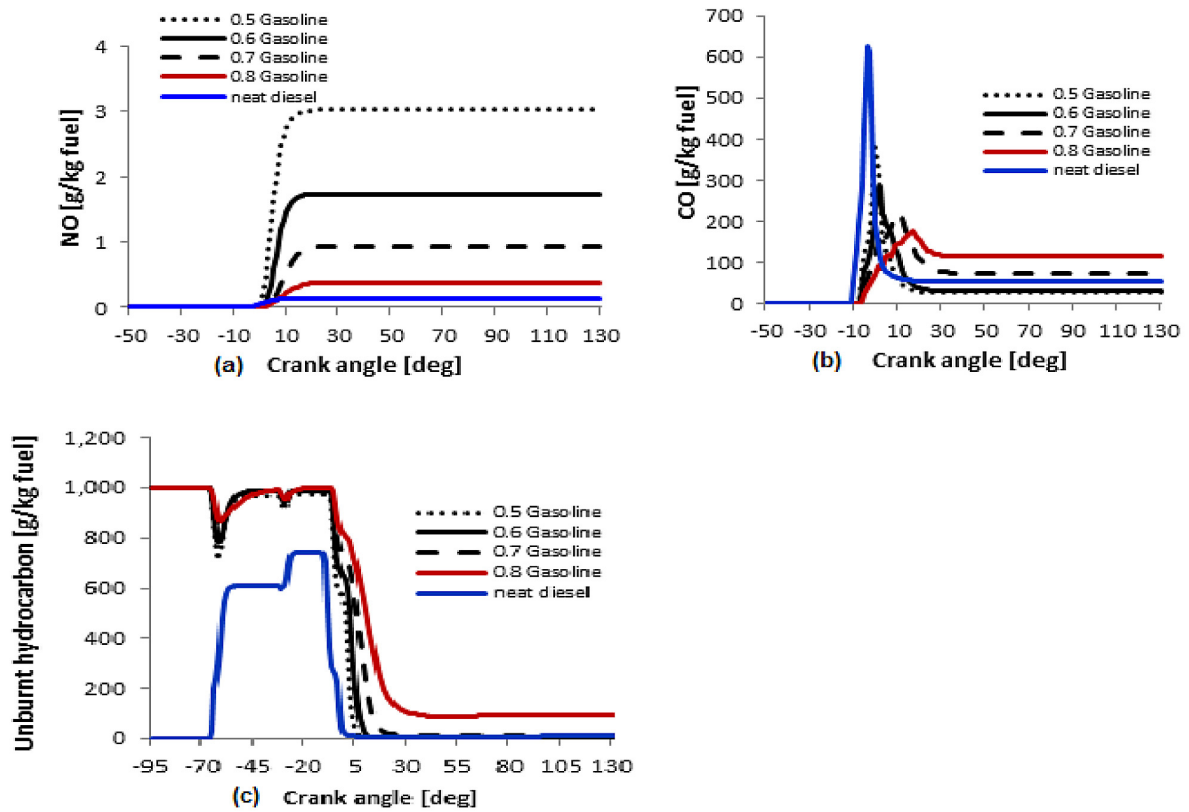 0.5 Gasoline
0.6 Gasoline
0.7 Gasoline
0.8 Gasoline
neat diesel
4
3
2
1
0
NO [g/kg fuel]
-50 -30 -10 10 30 50 70 90 110 130
(a) Crank angle [deg]
700
600
500
400
300
200
100
0
CO [g/kg fuel]
0.5 Gasoline
0.6 Gasoline
0.7 Gasoline
0.8 Gasoline
neat diesel
-50 -30 -10 10 30 50 70 90 110 130
(b) Crank angle [deg]
1,200
1,000
800
600
400
200
0
Unburnt hydrocarbon [g/kg fuel]
0.5 Gasoline
0.6 Gasoline
0.7 Gasoline
0.8 Gasoline
neat diesel
-95 -70 -45 -20 5 30 55 80 105 130
(c) Crank angle [deg]